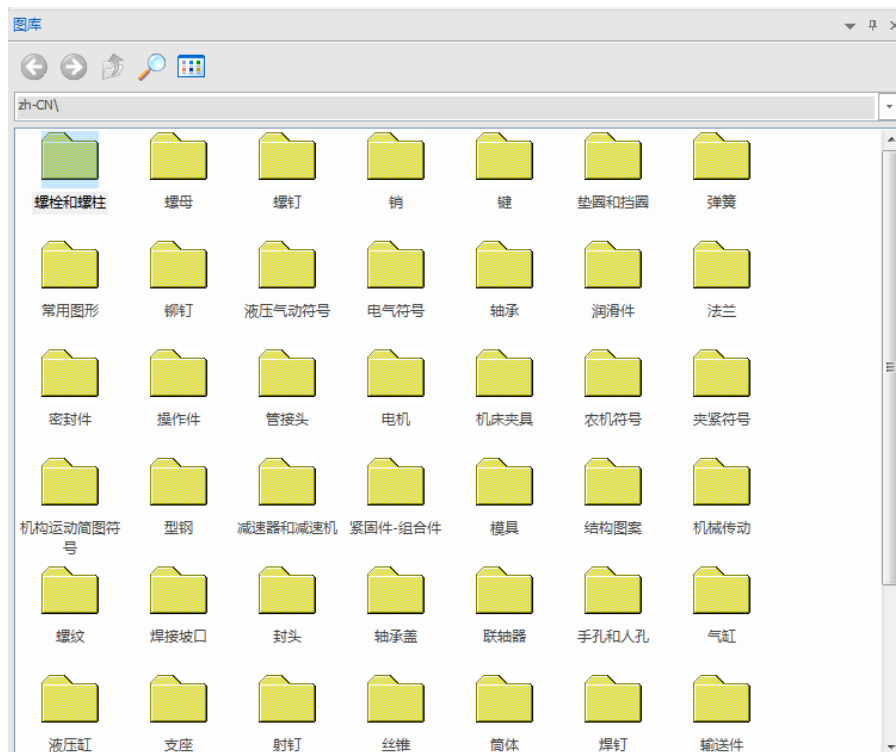 图库
zh-CN\
螺栓和螺柱 螺母 螺钉 销 键 垫圈和挡圈 弹簧
常用图形 铆钉 液压气动符号 电气符号 轴承 润滑件 法兰
密封件 操作件 管接头 电机 机床夹具 农机符号 夹紧符号
机构运动简图符号 型钢 减速器和减速机 紧固件-组合件 模具 结构图案 机械传动
螺纹 焊接坡口 封头 轴承盖 联轴器 手孔和人孔 气缸
液压缸 支座 射钉 丝锥 筒体 焊钉 输送件